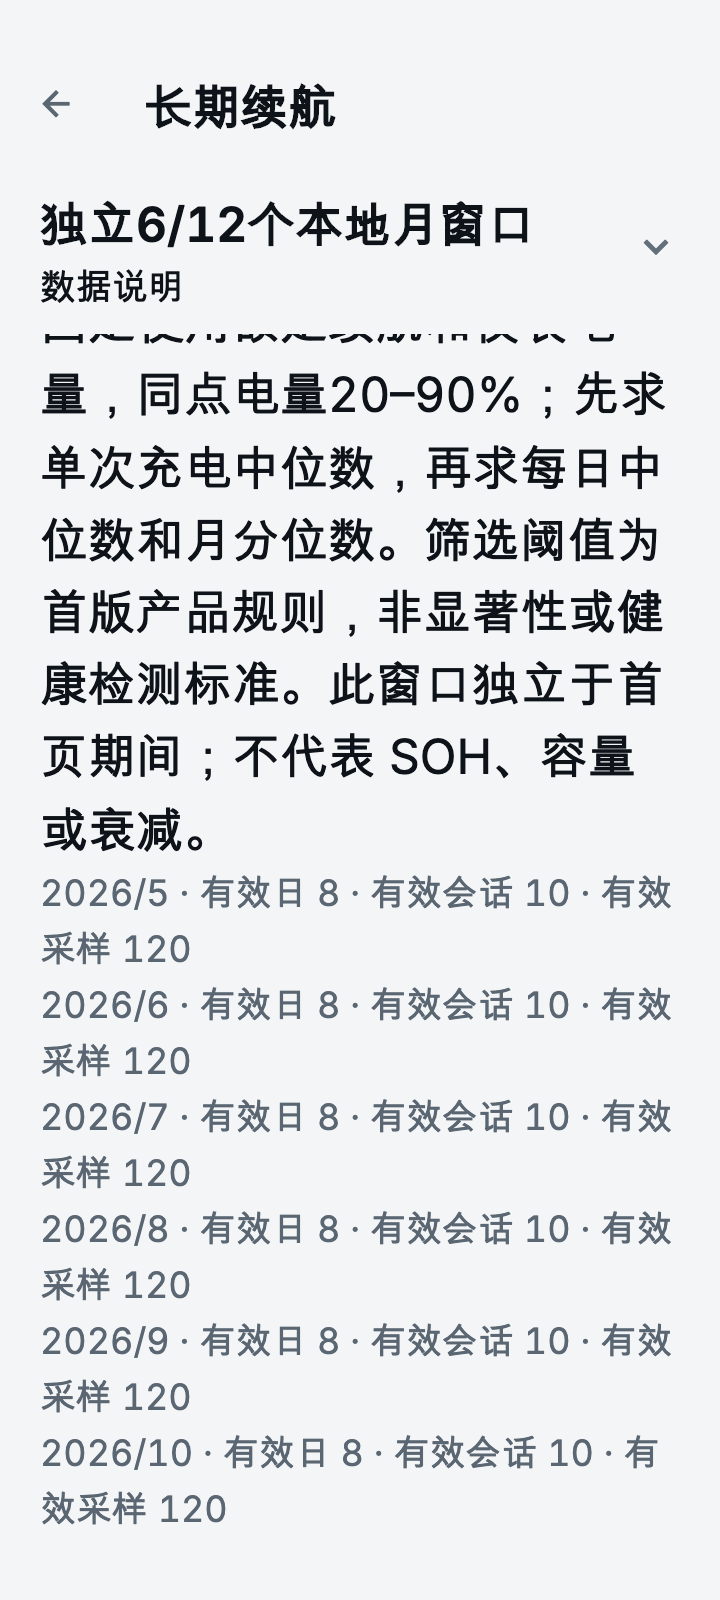 长期续航
独立6/12个本地月窗口
数据说明
量，同点电量20–90%；先求
单次充电中位数，再求每日中
位数和月分位数。筛选阈值为
首版产品规则，非显著性或健
康检测标准。此窗口独立于首
页期间；不代表 SOH、容量
或衰减。
2026/5 · 有效日 8 · 有效会话 10 · 有效
采样 120
2026/6 · 有效日 8 · 有效会话 10 · 有效
采样 120
2026/7 · 有效日 8 · 有效会话 10 · 有效
采样 120
2026/8 · 有效日 8 · 有效会话 10 · 有效
采样 120
2026/9 · 有效日 8 · 有效会话 10 · 有效
采样 120
2026/10 · 有效日 8 · 有效会话 10 · 有
效采样 120